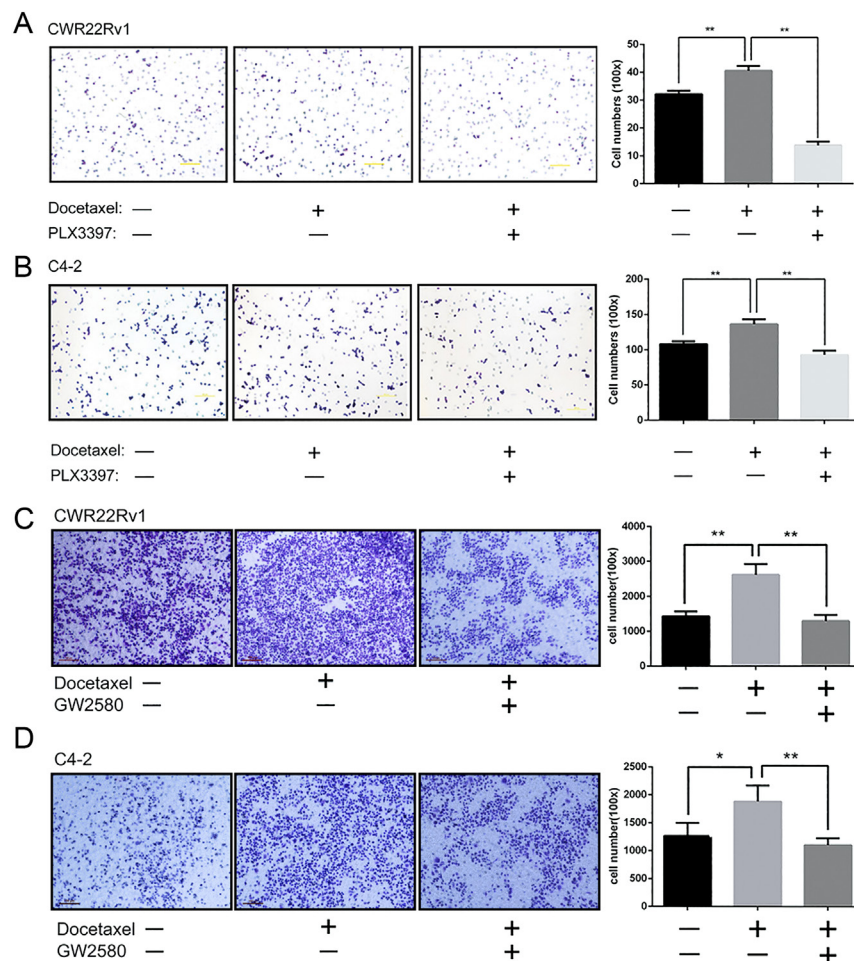 A
CWR22Rv1
Docetaxel: — + +
PLX3397: — — +
Cell numbers (100x)
50
40
30
20
10
0
** **
— + +
— — +
B
C4-2
Docetaxel: — + +
PLX3397: — — +
Cell numbers (100x)
200
150
100
50
0
** **
— + +
— — +
C
CWR22Rv1
Docetaxel — + +
GW2580 — — +
cell number(100x)
4000
3000
2000
1000
0
** **
— + +
— — +
D
C4-2
Docetaxel — + +
GW2580 — — +
cell number(100x)
2500
2000
1500
1000
500
0
* **
— + +
— — +